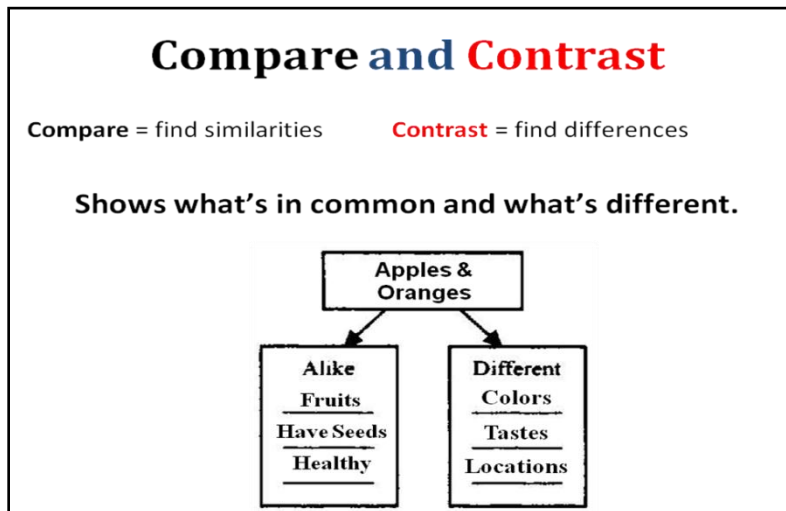 Compare and Contrast
Compare = find similarities
Contrast = find differences
Shows what's in common and what's different.
Apples &
Oranges
Alike
Fruits
Have Seeds
Healthy
Different
Colors
Tastes
Locations